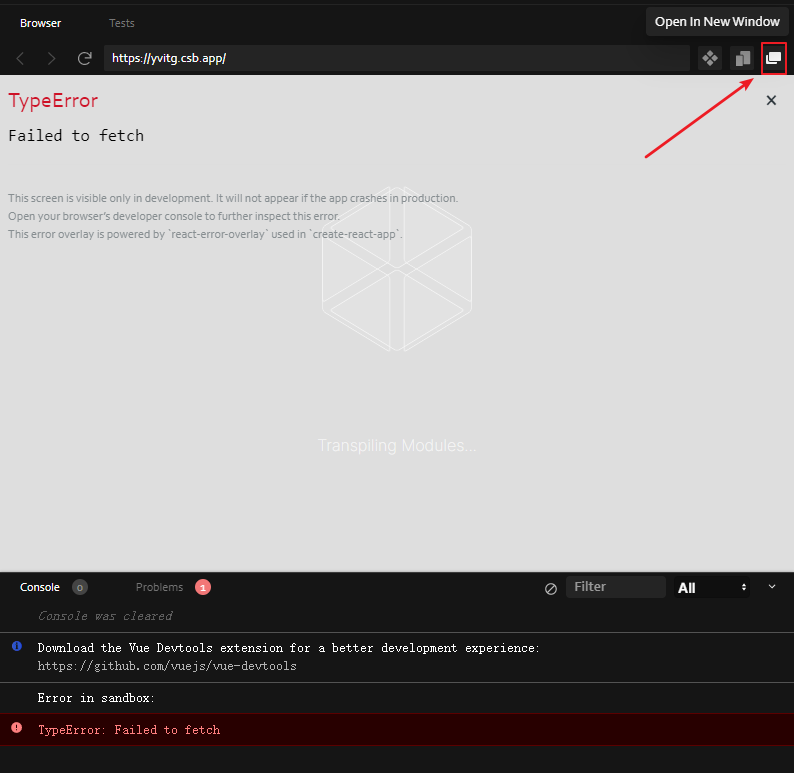 Browser
Tests
Open In New Window
https://yvitg.csb.app/
TypeError
Failed to fetch
This screen is visible only in development. It will not appear if the app crashes in production.
Open your browser's developer console to further inspect this error.
This error overlay is powered by `react-error-overlay` used in `create-react-app`.
Transpiling Modules...
Console 0
Problems 1
Filter
All
Console was cleared
Download the Vue Devtools extension for a better development experience:
https://github.com/vuejs/vue-devtools
Error in sandbox:
TypeError: Failed to fetch